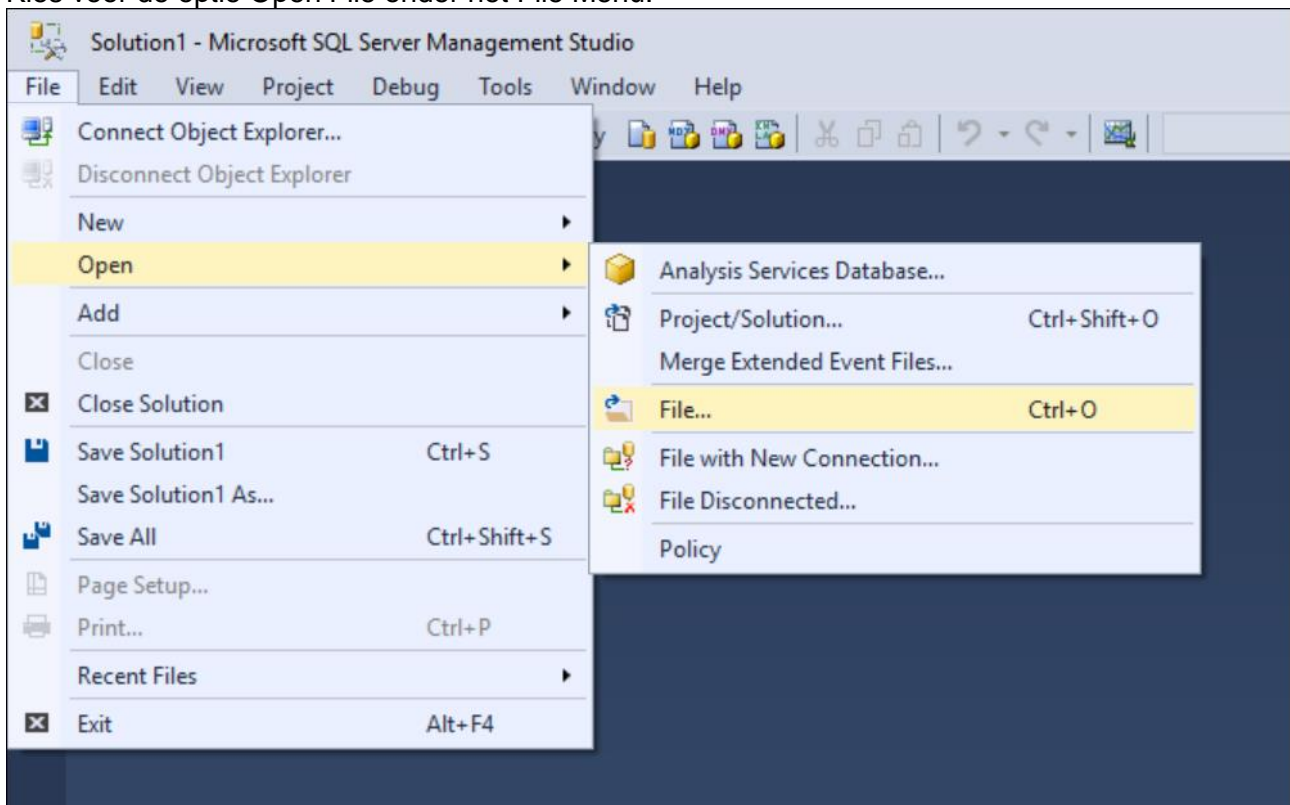 Kies voor de optie Open File onder het File Menu.
Solution1 - Microsoft SQL Server Management Studio
File Edit View Project Debug Tools Window Help
Connect Object Explorer...
Disconnect Object Explorer
New
Open
Add
Close
Close Solution
Save Solution1 Ctrl+S
Save Solution1 As...
Save All Ctrl+Shift+S
Page Setup...
Print... Ctrl+P
Recent Files
Exit Alt+F4
Analysis Services Database...
Project/Solution... Ctrl+Shift+O
Merge Extended Event Files...
File... Ctrl+O
File with New Connection...
File Disconnected...
Policy